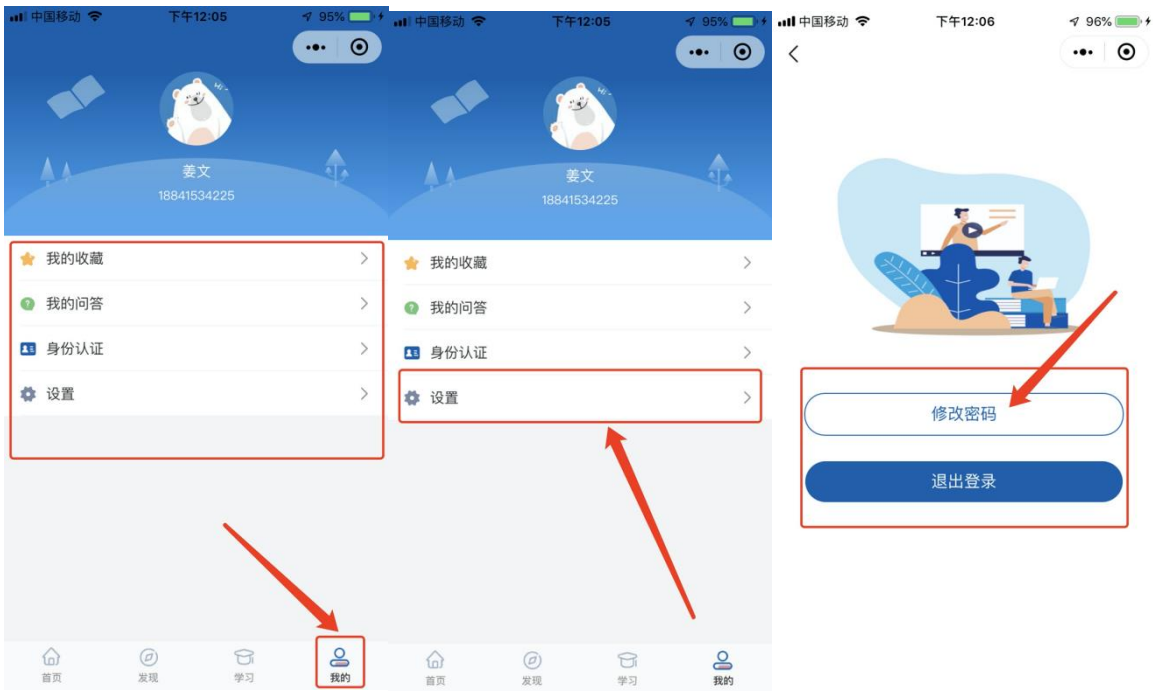 中国移动 下午12:05 95%
Hi~
姜文
18841534225
我的收藏
我的问答
身份认证
设置
首页 发现 学习 我的
中国移动 下午12:05 95%
Hi~
姜文
18841534225
我的收藏
我的问答
身份认证
设置
首页 发现 学习 我的
中国移动 下午12:06 96%
修改密码
退出登录